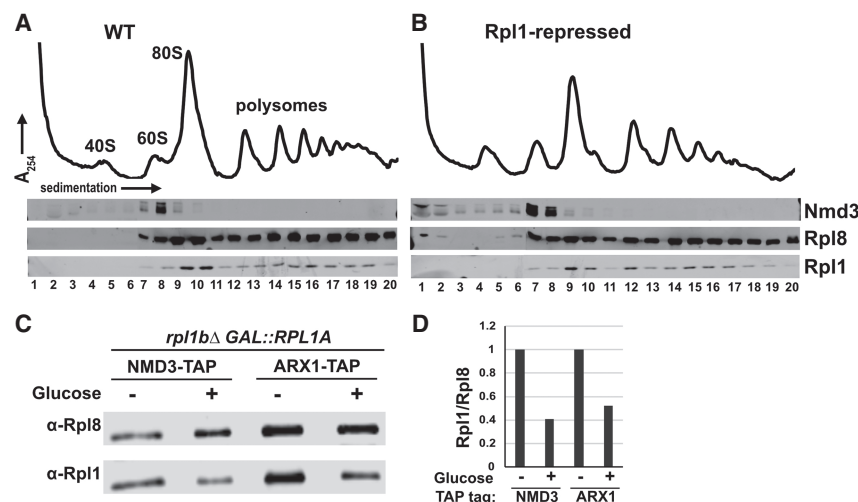 A
WT
80S
60S
40S
polysomes
A254
sedimentation
1 2 3 4 5 6 7 8 9 10 11 12 13 14 15 16 17 18 19 20
B
Rpl1-repressed
Nmd3
Rpl8
Rpl1
1 2 3 4 5 6 7 8 9 10 11 12 13 14 15 16 17 18 19 20
C
rpl1bΔ GAL::RPL1A
NMD3-TAP ARX1-TAP
Glucose - + - +
α-Rpl8
α-Rpl1
D
Rpl1/Rpl8
1.2
1
0.8
0.6
0.4
0.2
0
Glucose - + - +
TAP tag: NMD3 ARX1